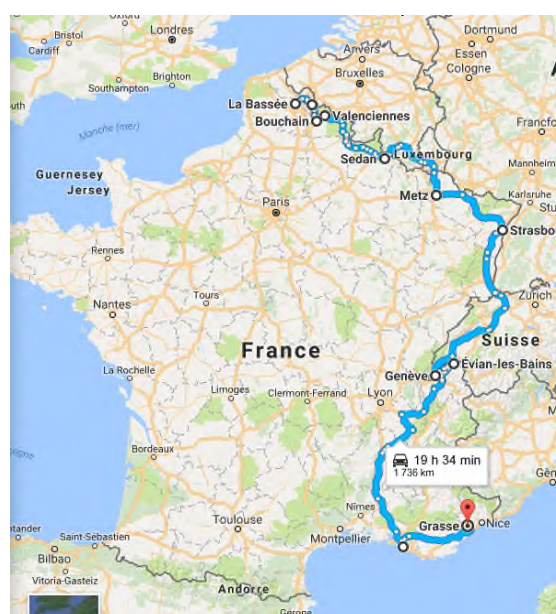 Londres
Cardiff
Bristol
Southampton
Brighton
Anvers
Bruxelles
Dortmund
Essen
Cologne
La Bassée
Valenciennes
Bouchain
Manche (mer)
Guernesey
Jersey
Sedan
Luxembourg
Mannheim
Metz
Karlsruhe
Paris
Strasbo
Rennes
Nantes
Tours
Zurich
Suisse
France
Évian-les-Bains
Genève
La Rochelle
Limoges
Clermont-Ferrand
Lyon
19 h 34 min
1 736 km
Bordeaux
Nîmes
Grasse
Nice
Toulouse
Montpellier
Saint-Sébastien
Bilbao
Vitoria-Gasteiz
Andorre
Gérone